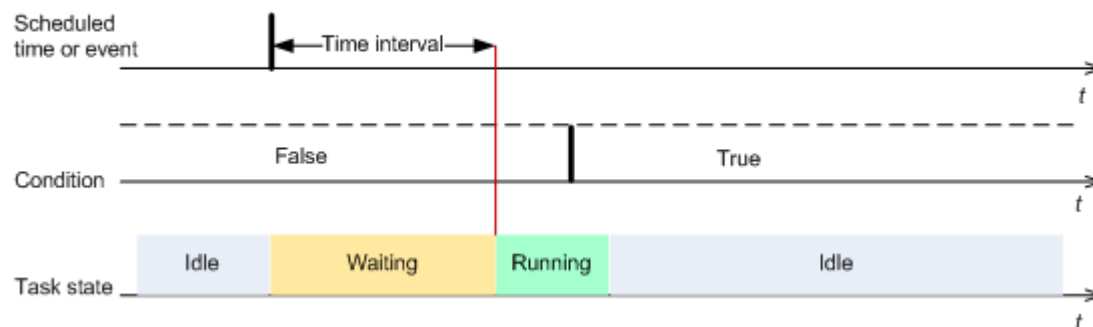 Scheduled
time or event
Time interval
t
False
True
Condition
t
Idle
Waiting
Running
Idle
Task state
t